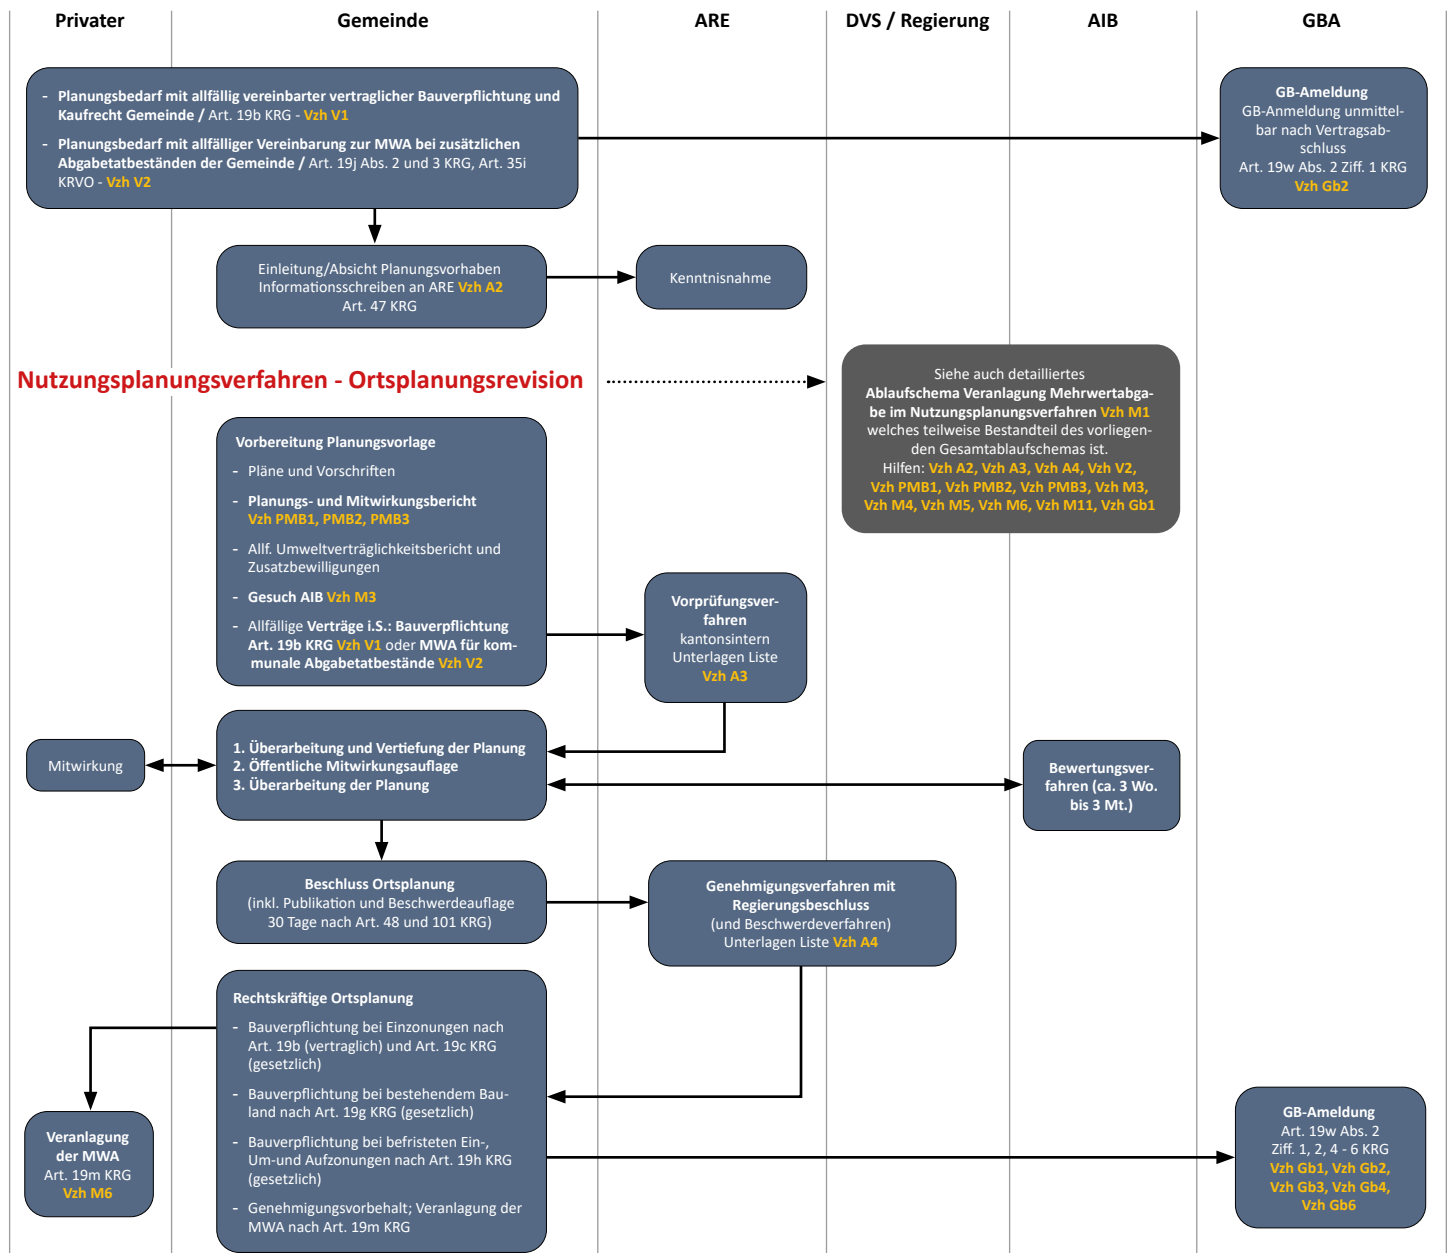 Privater
Gemeinde
ARE
DVS / Regierung
AIB
GBA
- Planungsbedarf mit allfällig vereinbarter vertraglicher Bauverpflichtung und
Kaufrecht Gemeinde / Art. 19b KRG - Vzh V1
- Planungsbedarf mit allfälliger Vereinbarung zur MWA bei zusätzlichen
Abgabetatbeständen der Gemeinde / Art. 19j Abs. 2 und 3 KRG, Art. 35i
KRVO - Vzh V2
GB-Ameldung
GB-Anmeldung unmittel-
bar nach Vertragsab-
schluss
Art. 19w Abs. 2 Ziff. 1 KRG
Vzh Gb2
Einleitung/Absicht Planungsvorhaben
Informationsschreiben an ARE Vzh A2
Art. 47 KRG
Kenntnisnahme
Nutzungsplanungsverfahren - Ortsplanungsrevision
Siehe auch detailliertes
Ablaufschema Veranlagung Mehrwertabga-
be im Nutzungsplanungsverfahren Vzh M1
welches teilweise Bestandteil des vorliegen-
den Gesamtablaufschemas ist.
Hilfen: Vzh A2, Vzh A3, Vzh A4, Vzh V2,
Vzh PMB1, Vzh PMB2, Vzh PMB3, Vzh M3,
Vzh M4, Vzh M5, Vzh M6, Vzh M11, Vzh Gb1
Vorbereitung Planungsvorlage
- Pläne und Vorschriften
- Planungs- und Mitwirkungsbericht
Vzh PMB1, PMB2, PMB3
- Allf. Umweltverträglichkeitsbericht und
Zusatzbewilligungen
- Gesuch AIB Vzh M3
- Allfällige Verträge i.S.: Bauverpflichtung
Art. 19b KRG Vzh V1 oder MWA für kom-
munale Abgabetatbestände Vzh V2
Vorprüfungsver-
fahren
kantonsintern
Unterlagen Liste
Vzh A3
Mitwirkung
1. Überarbeitung und Vertiefung der Planung
2. Öffentliche Mitwirkungsauflage
3. Überarbeitung der Planung
Bewertungsver-
fahren (ca. 3 Wo.
bis 3 Mt.)
Beschluss Ortsplanung
(inkl. Publikation und Beschwerdeauflage
30 Tage nach Art. 48 und 101 KRG)
Genehmigungsverfahren mit
Regierungsbeschluss
(und Beschwerdeverfahren)
Unterlagen Liste Vzh A4
Rechtskräftige Ortsplanung
- Bauverpflichtung bei Einzonungen nach
Art. 19b (vertraglich) und Art. 19c KRG
(gesetzlich)
- Bauverpflichtung bei bestehendem Bau-
land nach Art. 19g KRG (gesetzlich)
- Bauverpflichtung bei befristeten Ein-,
Um-und Aufzonungen nach Art. 19h KRG
(gesetzlich)
- Genehmigungsvorbehalt; Veranlagung der
MWA nach Art. 19m KRG
Veranlagung
der MWA
Art. 19m KRG
Vzh M6
GB-Ameldung
Art. 19w Abs. 2
Ziff. 1, 2, 4 - 6 KRG
Vzh Gb1, Vzh Gb2,
Vzh Gb3, Vzh Gb4,
Vzh Gb6